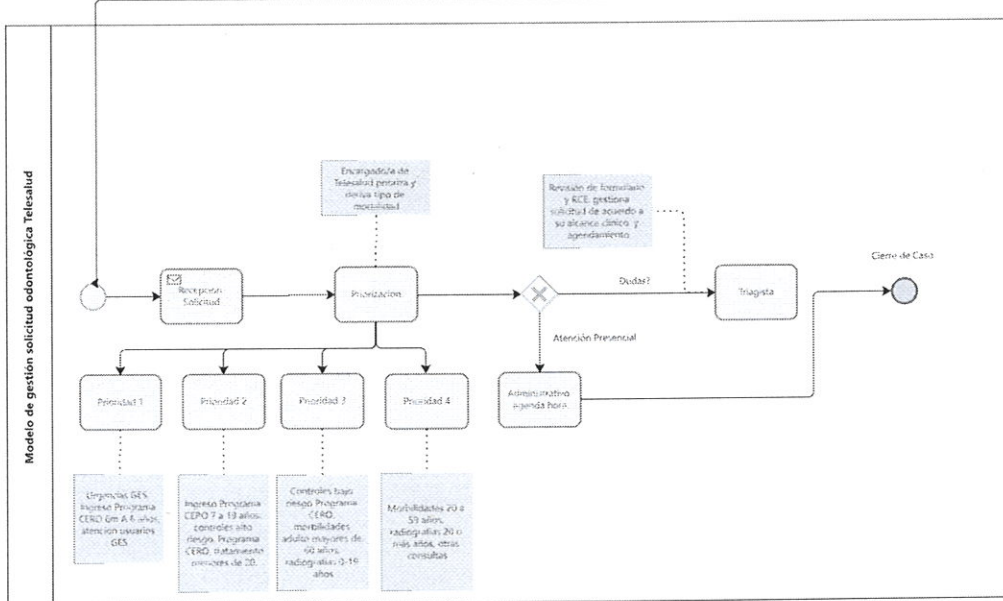 Modelo de gestión solicitud odontológica Telesalud
Encargado/a de
Telesalud prioriza y
deriva tipo de
morbilidad
Revisión de formulario
y RCE, gestiona
solicitud de acuerdo a
su alcance clínico y
agendamiento
Cierre de Caso
Recepción
Solicitud
Priorización
Dudas?
Triagista
Atención Presencial
Administrativo
agenda hora
Prioridad 1
Prioridad 2
Prioridad 3
Prioridad 4
Urgencias GES,
Ingreso Programa
CERO 6m A 6 años,
atención usuarios
GES
Ingreso Programa
CERO 7 a 19 años,
controles alto
riesgo, Programa
CERO, tratamiento
menores de 20.
Controles bajo
riesgo Programa
CERO,
morbilidades
adulto mayores de
60 años,
radiografías 0-19
años
Morbilidades 20 a
59 años,
radiografías 20 o
más años, otras
consultas